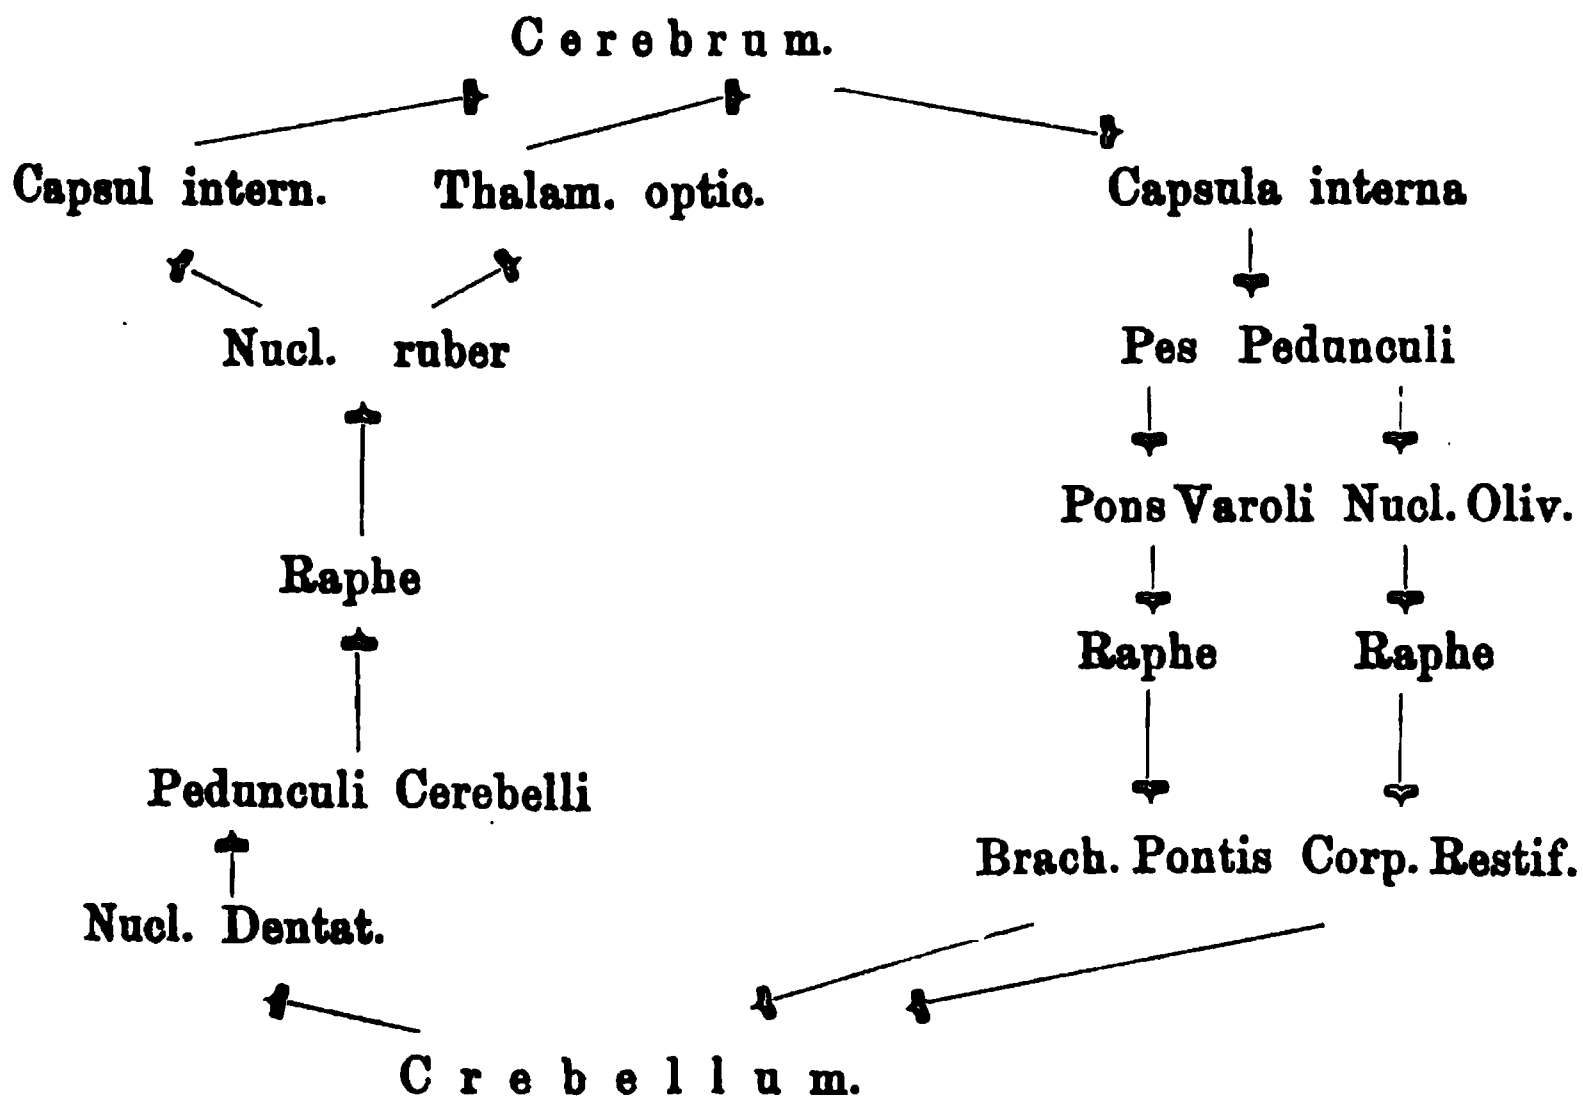 Cerebrum.
Capsul intern. Thalam. optic. Capsula interna
Nucl. ruber Pes Pedunculi
Pons Varoli Nucl. Oliv.
Raphe
Raphe Raphe
Pedunculi Cerebelli
Brach. Pontis Corp. Restif.
Nucl. Dentat.
Crebellum.